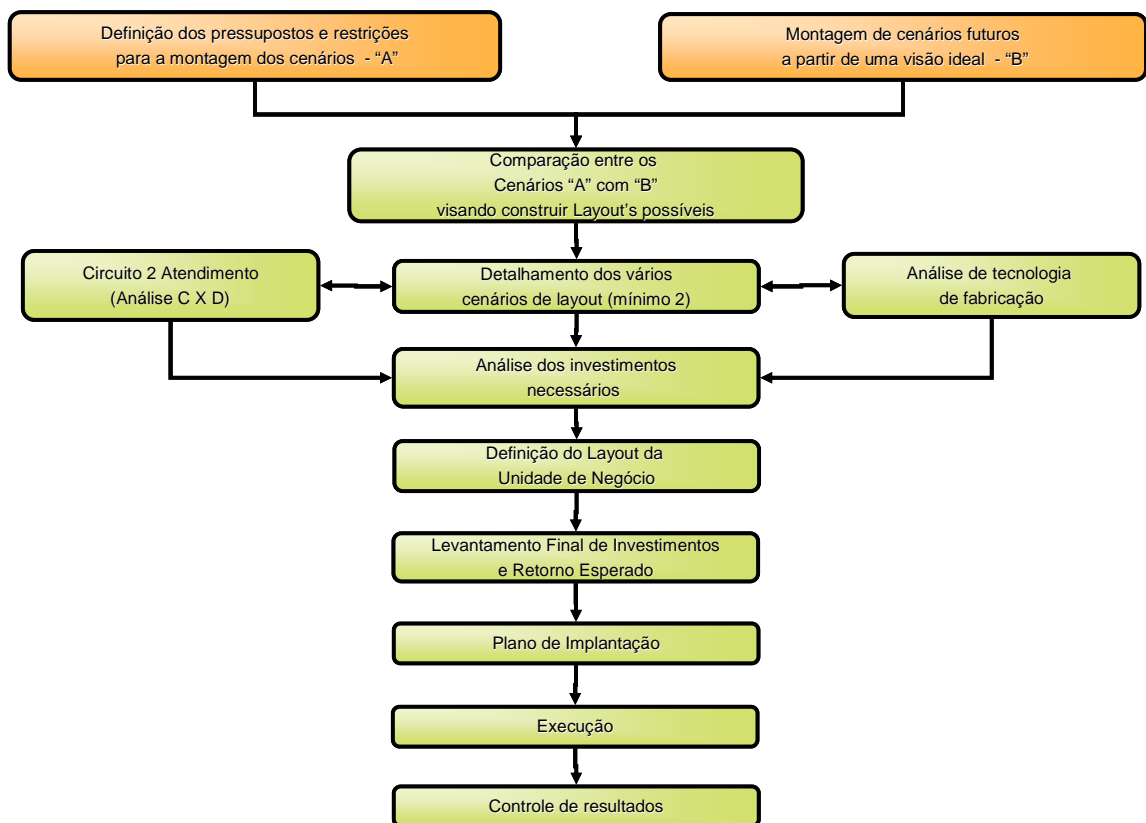 Definição dos pressupostos e restrições
para a montagem dos cenários - “A”
Montagem de cenários futuros
a partir de uma visão ideal - “B”
Comparação entre os
Cenários “A” com “B”
visando construir Layout’s possíveis
Circuito 2 Atendimento
(Análise C X D)
Detalhamento dos vários
cenários de layout (mínimo 2)
Análise de tecnologia
de fabricação
Análise dos investimentos
necessários
Definição do Layout da
Unidade de Negócio
Levantamento Final de Investimentos
e Retorno Esperado
Plano de Implantação
Execução
Controle de resultados